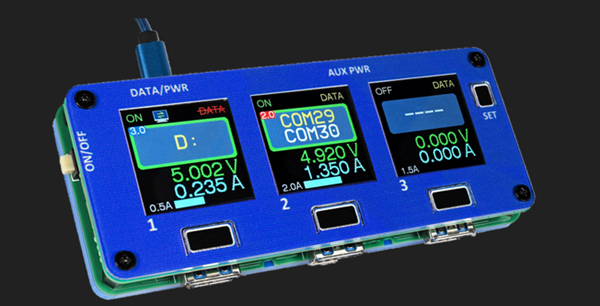 DATA/PWR
AUX PWR
ON/OFF
ON
DATA
3.0
D:
5.002 V
0.235 A
0.5A
1
ON
DATA
2.0
COM29
COM30
4.920 V
1.350 A
2.0A
2
OFF
DATA
----
0.000 V
0.000 A
1.5A
3
SET